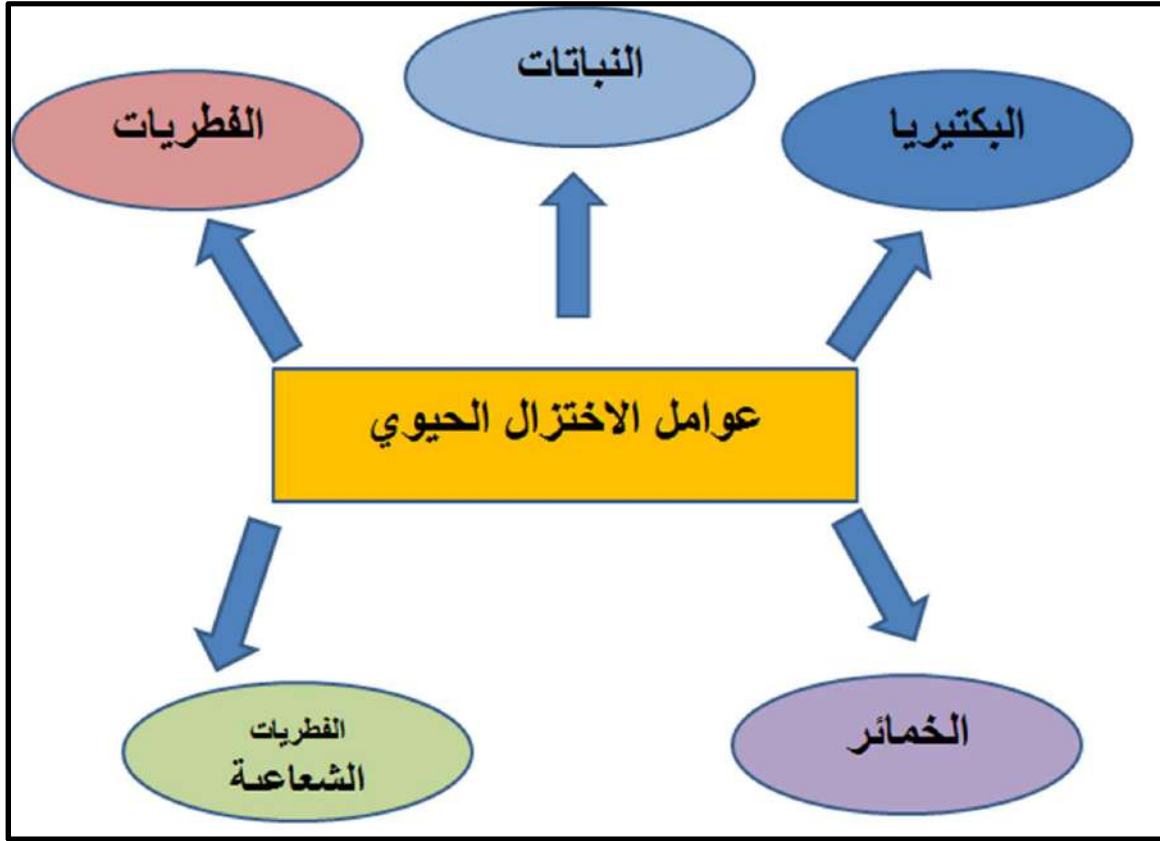 النباتات
البكتيريا
الفطريات
عوامل الاختزال الحيوي
الخمائر
الفطريات
الشعاعية